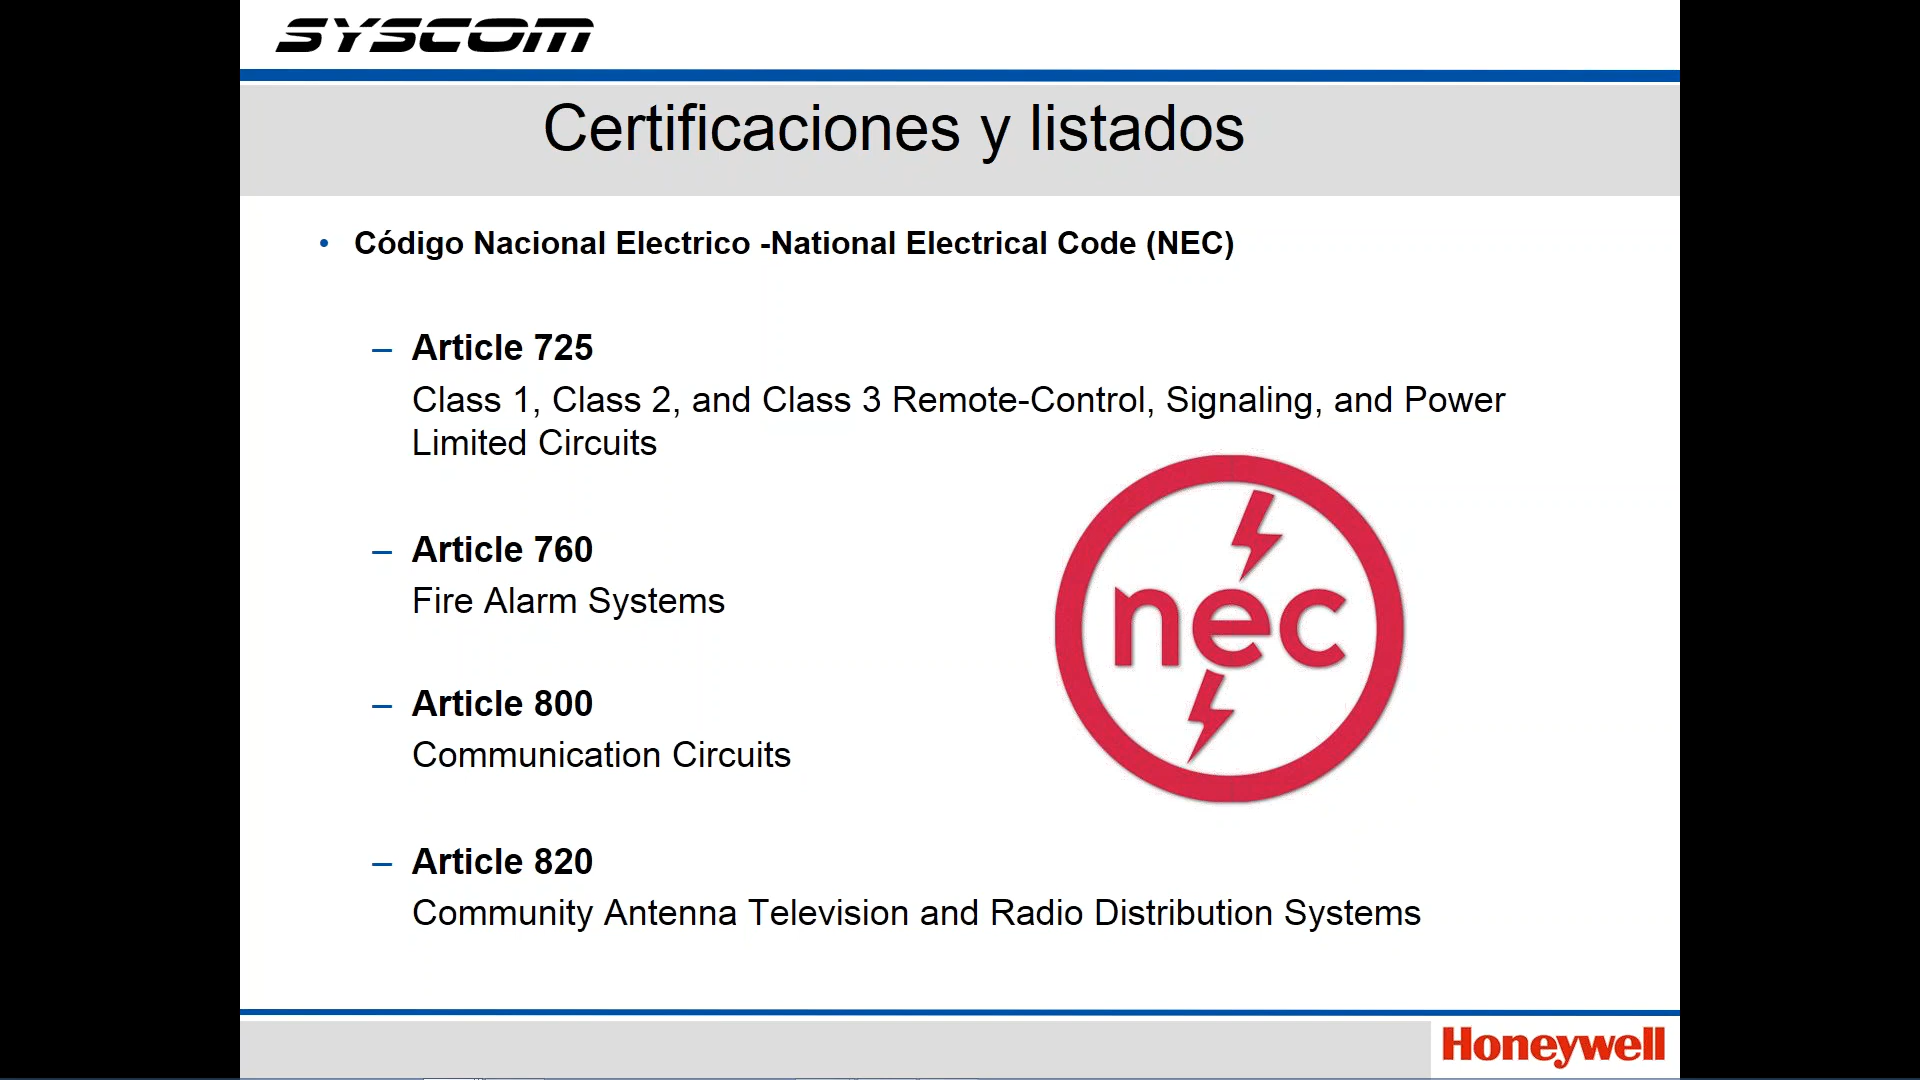 SYSCOM
Certificaciones y listados
• Código Nacional Electrico -National Electrical Code (NEC)
– Article 725
Class 1, Class 2, and Class 3 Remote-Control, Signaling, and Power
Limited Circuits
– Article 760
Fire Alarm Systems
nec
– Article 800
Communication Circuits
– Article 820
Community Antenna Television and Radio Distribution Systems
Honeywell